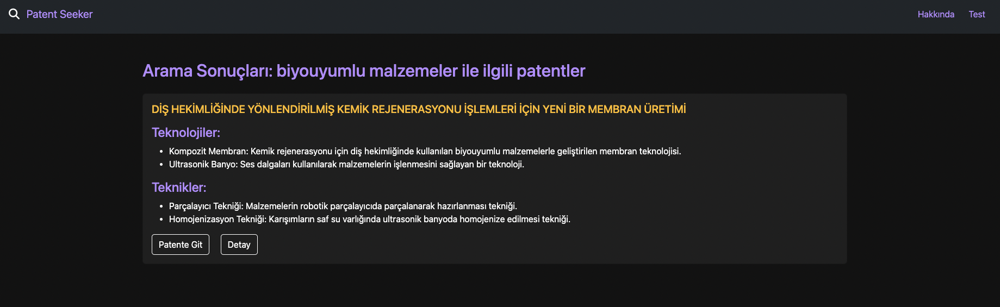 Patent Seeker
Hakkında
Test
Arama Sonuçları: biyouyumlu malzemeler ile ilgili patentler
DİŞ HEKİMLİĞİNDE YÖNLENDİRİLMİŞ KEMİK REJENERASYONU İŞLEMLERİ İÇİN YENİ BİR MEMBRAN ÜRETİMİ
Teknolojiler:
• Kompozit Membran: Kemik rejenerasyonu için diş hekimliğinde kullanılan biyouyumlu malzemelerle geliştirilen membran teknolojisi.
• Ultrasonik Banyo: Ses dalgaları kullanılarak malzemelerin işlenmesini sağlayan bir teknoloji.
Teknikler:
• Parçalayıcı Tekniği: Malzemelerin robotik parçalayıcıda parçalanarak hazırlanması tekniği.
• Homojenizasyon Tekniği: Karışımların saf su varlığında ultrasonik banyoda homojenize edilmesi tekniği.
Patente Git
Detay